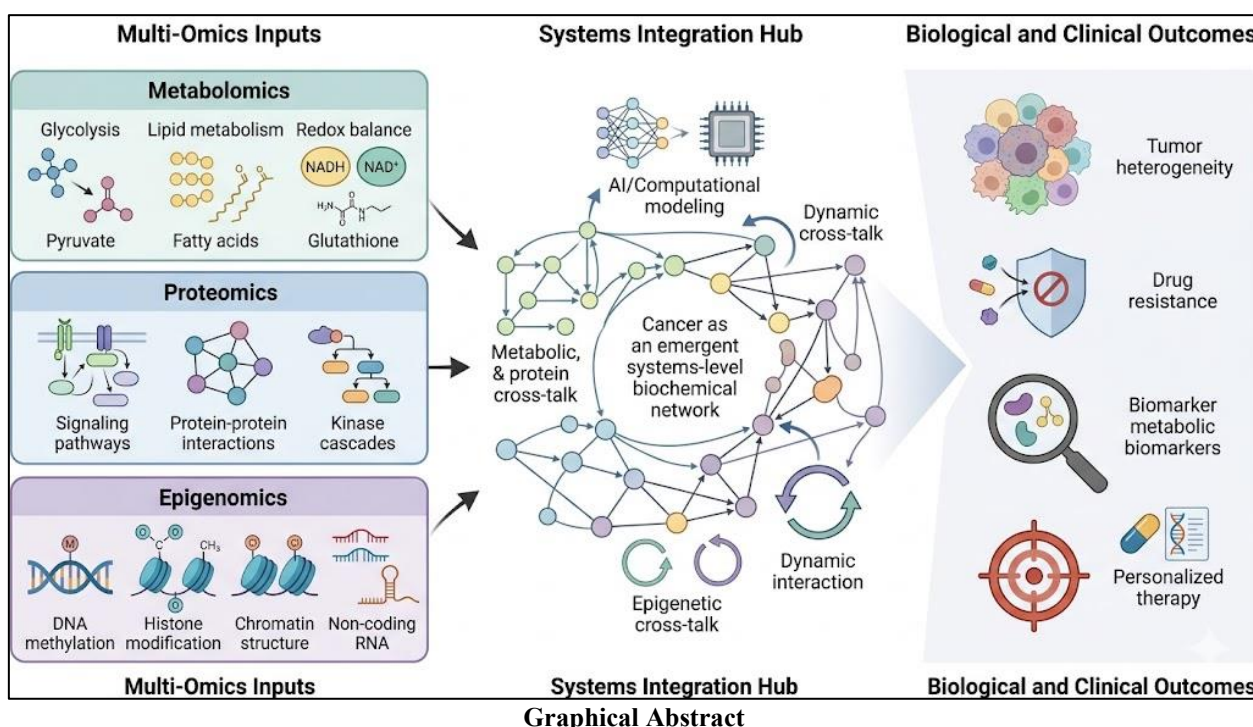 Multi-Omics Inputs
Systems Integration Hub
Biological and Clinical Outcomes
Metabolomics
Glycolysis
Lipid metabolism
Redox balance
NADH
NAD⁺
H₂N
O
O
N
H
Pyruvate
Fatty acids
Glutathione
Proteomics
Signaling
pathways
Protein-protein
interactions
Kinase
cascades
Epigenomics
M
O
C
O
O
CH₃
O
Cl
DNA
methylation
Histone
modification
Chromatin
structure
Non-coding
RNA
AI/Computational
modeling
Dynamic
cross-talk
Metabolic,
& protein
cross-talk
Cancer as
an emergent
systems-level
biochemical
network
Dynamic
interaction
Epigenetic
cross-talk
Tumor
heterogeneity
Drug
resistance
Biomarker
metabolic
biomarkers
Personalized
therapy
Multi-Omics Inputs
Systems Integration Hub
Biological and Clinical Outcomes
Graphical Abstract